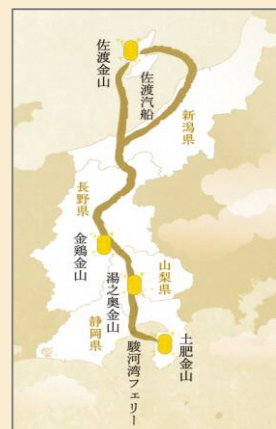 佐渡金山
佐渡汽船
新潟県
長野県
金鶏金山
山梨県
湯之奥金山
静岡県
土肥金山
駿河湾フェリー